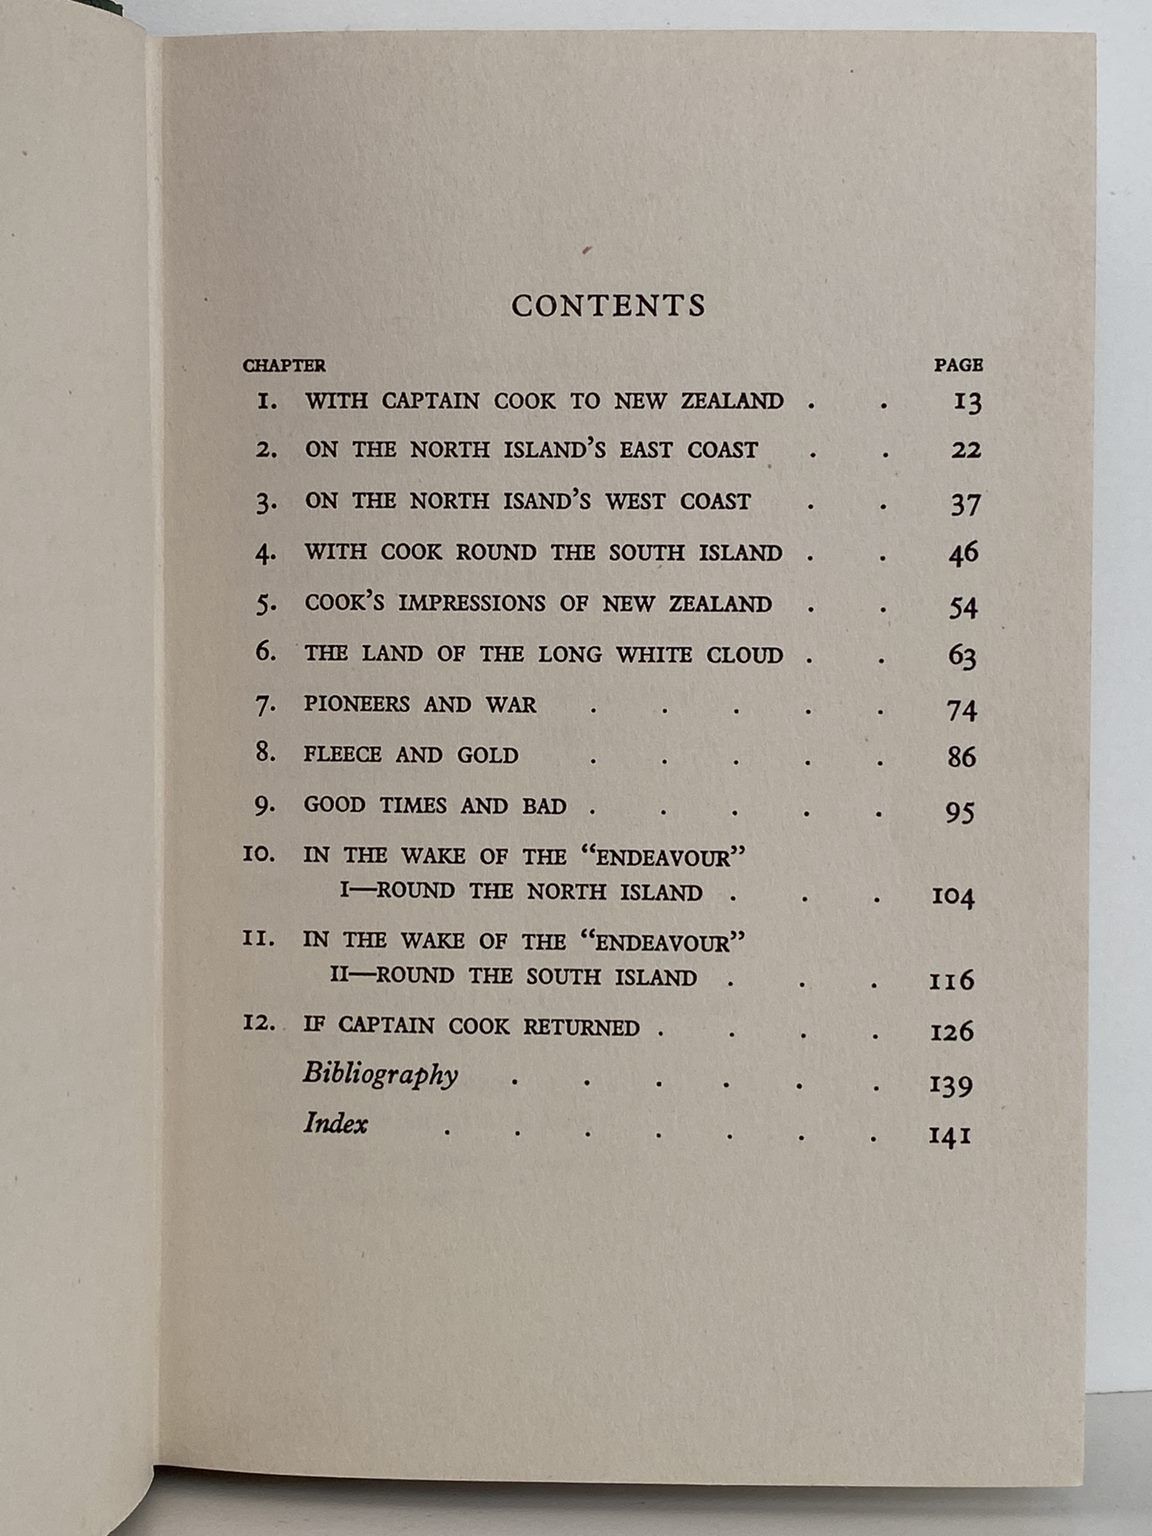 CONTENTS
CHAPTER PAGE
1. WITH CAPTAIN COOK TO NEW ZEALAND . . 13
2. ON THE NORTH ISLAND'S EAST COAST . . 22
3. ON THE NORTH ISAND'S WEST COAST . . 37
4. WITH COOK ROUND THE SOUTH ISLAND . . 46
5. COOK'S IMPRESSIONS OF NEW ZEALAND . . 54
6. THE LAND OF THE LONG WHITE CLOUD . . 63
7. PIONEERS AND WAR . . . . . 74
8. FLEECE AND GOLD . . . . . 86
9. GOOD TIMES AND BAD . . . . . 95
10. IN THE WAKE OF THE “ENDEAVOUR”
I—ROUND THE NORTH ISLAND . . . 104
11. IN THE WAKE OF THE “ENDEAVOUR”
II—ROUND THE SOUTH ISLAND . . . 116
12. IF CAPTAIN COOK RETURNED . . . . 126
Bibliography . . . . . . 139
Index . . . . . . . 141